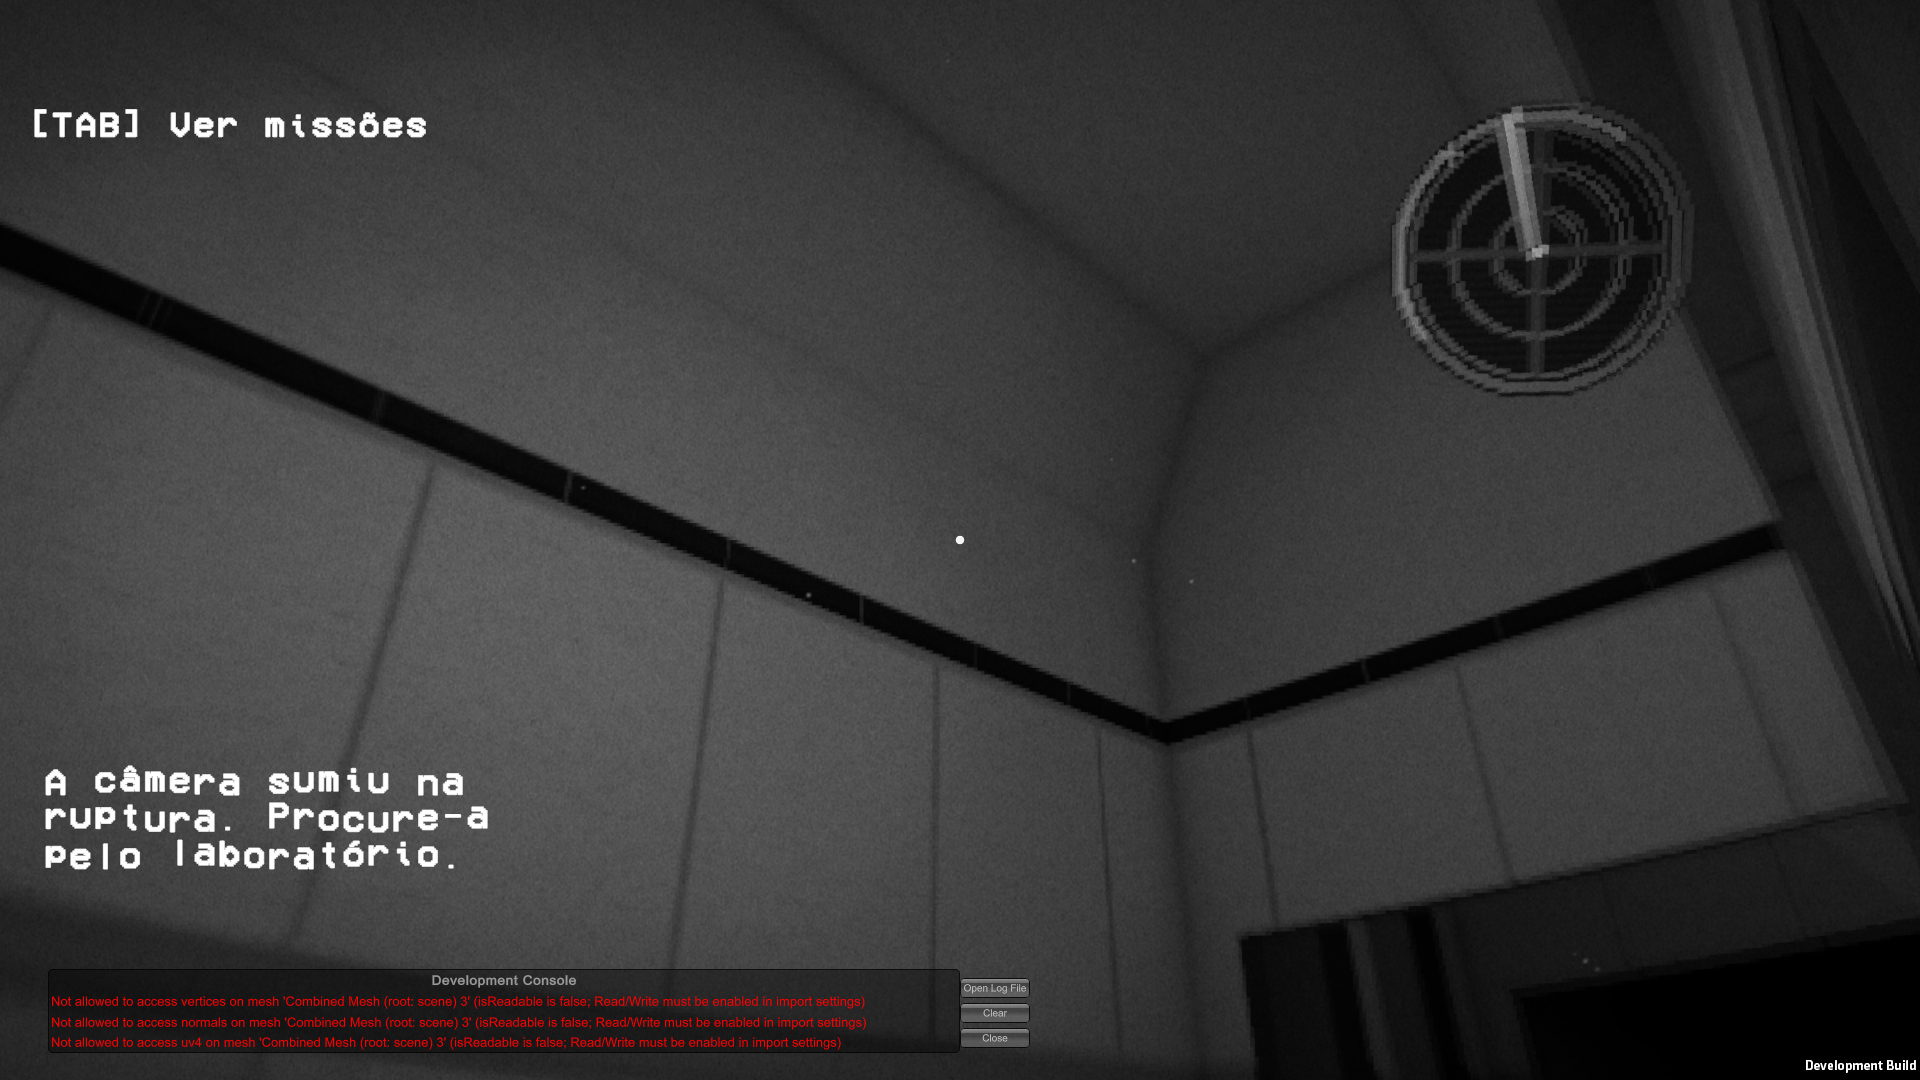 [TAB] Ver missões
A câmera sumiu na
ruptura. Procure-a
pelo laboratório.
Development Console
Not allowed to access vertices on mesh 'Combined Mesh (root: scene) 3' (isReadable is false; Read/Write must be enabled in import settings)
Not allowed to access normals on mesh 'Combined Mesh (root: scene) 3' (isReadable is false; Read/Write must be enabled in import settings)
Not allowed to access uv4 on mesh 'Combined Mesh (root: scene) 3' (isReadable is false; Read/Write must be enabled in import settings)
Open Log File
Clear
Close
Development Build